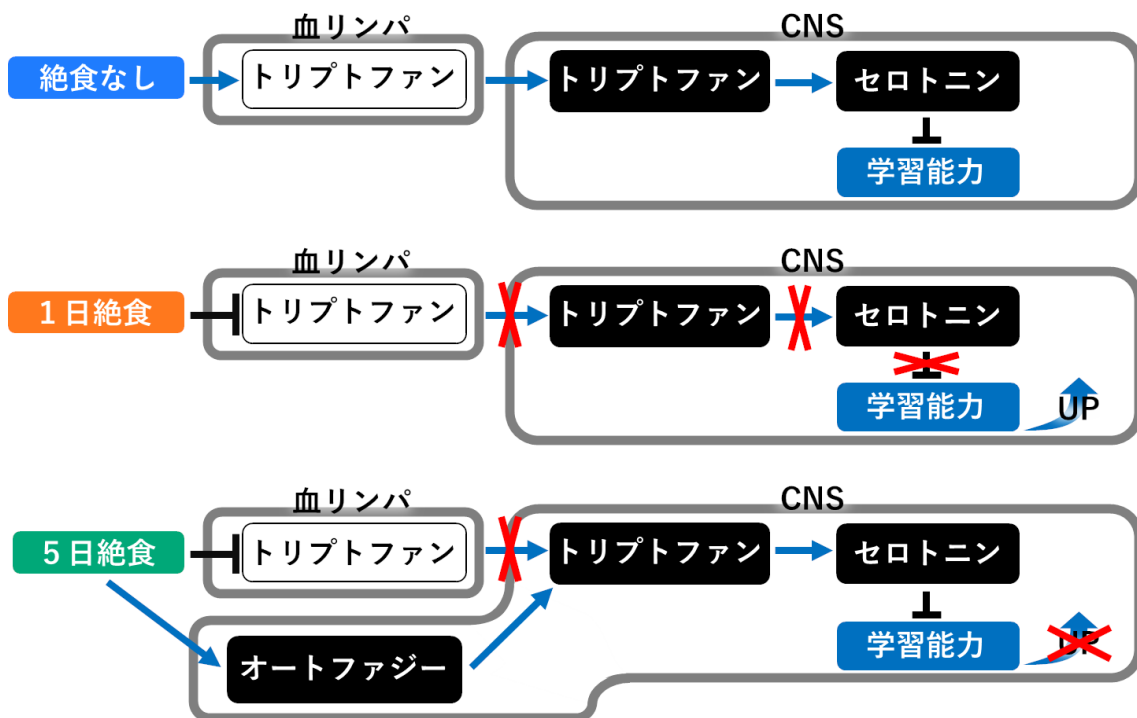 血リンパ
CNS
絶食なし
トリプトファン
トリプトファン
セロトニン
学習能力
血リンパ
CNS
1日絶食
トリプトファン
トリプトファン
セロトニン
学習能力
UP
血リンパ
CNS
5日絶食
トリプトファン
トリプトファン
セロトニン
学習能力
UP
オートファジー